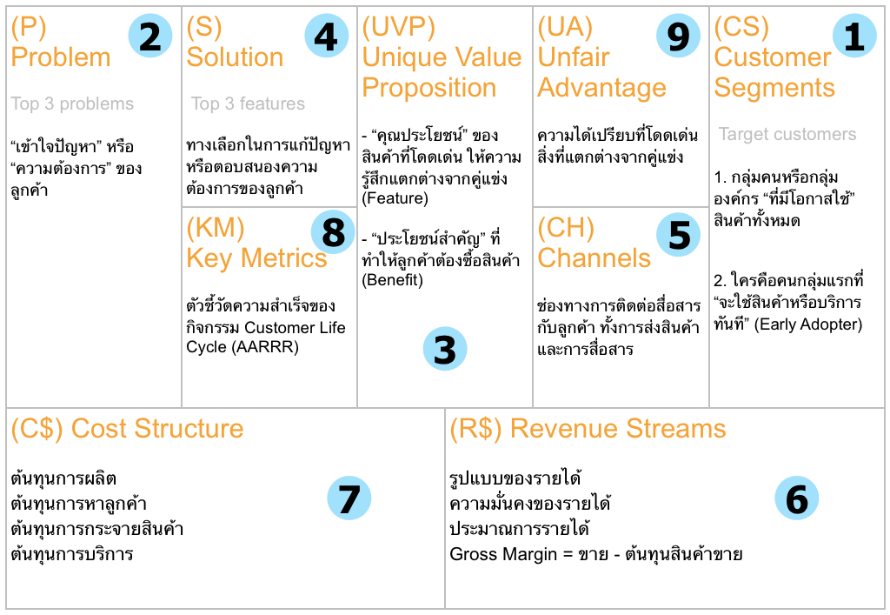 (P)
Problem
2
Top 3 problems
“เข้าใจปัญหา” หรือ
“ความต้องการ” ของ
ลูกค้า
(S)
Solution
4
Top 3 features
ทางเลือกในการแก้ปัญหา
หรือตอบสนองความ
ต้องการของลูกค้า
(KM)
Key Metrics
8
ตัวชี้วัดความสำเร็จของ
กิจกรรม Customer Life
Cycle (AARRR)
(UVP)
Unique Value
Proposition
- “คุณประโยชน์” ของ
สินค้าที่โดดเด่น ให้ความ
รู้สึกแตกต่างจากคู่แข่ง
(Feature)
- “ประโยชน์สำคัญ” ที่
ทำให้ลูกค้าต้องซื้อสินค้า
(Benefit)
3
(UA)
Unfair
Advantage
9
ความได้เปรียบที่โดดเด่น
สิ่งที่แตกต่างจากคู่แข่ง
(CH)
Channels
5
ช่องทางการติดต่อสื่อสาร
กับลูกค้า ทั้งการส่งสินค้า
และการสื่อสาร
(CS)
Customer
Segments
1
Target customers
1. กลุ่มคนหรือกลุ่ม
องค์กร “ที่มีโอกาสใช้”
สินค้าทั้งหมด
2. ใครคือคนกลุ่มแรกที่
“จะใช้สินค้าหรือบริการ
ทันที” (Early Adopter)
(C$) Cost Structure
ต้นทุนการผลิต
ต้นทุนการหาลูกค้า
ต้นทุนการกระจายสินค้า
ต้นทุนการบริการ
7
(R$) Revenue Streams
รูปแบบของรายได้
ความมั่นคงของรายได้
ประมาณการรายได้
Gross Margin = ขาย - ต้นทุนสินค้าขาย
6